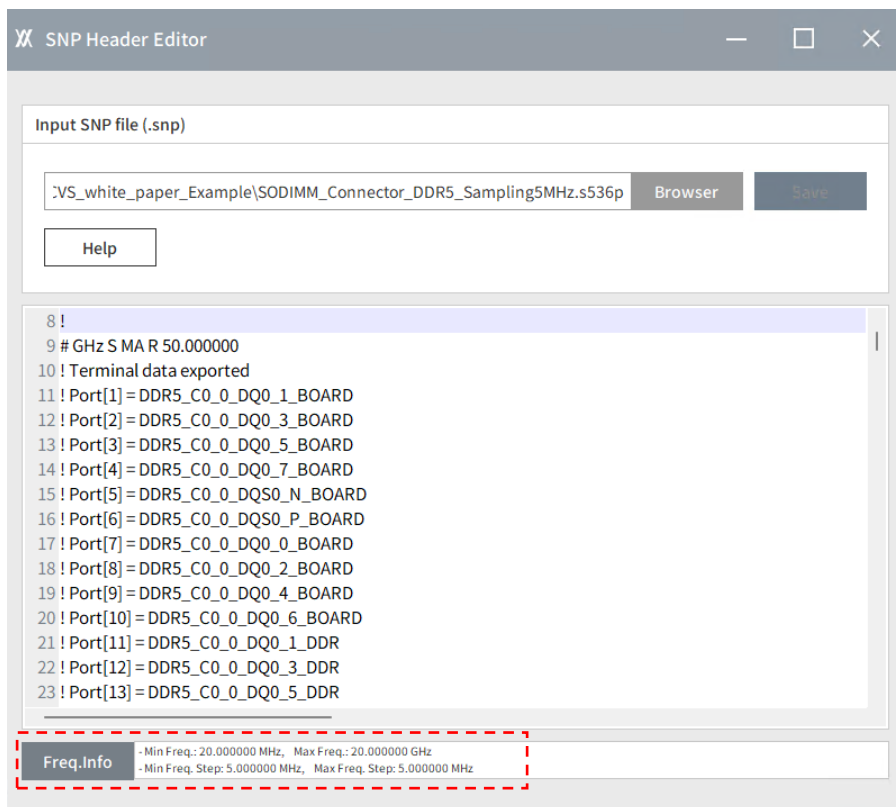 SNP Header Editor
Input SNP file (.snp)
CVS_white_paper_Example\SODIMM_Connector_DDR5_Sampling5MHz.s536p Browser Save
Help
8 !
9 # GHz S MA R 50.000000
10 ! Terminal data exported
11 ! Port[1] = DDR5_C0_0_DQ0_1_BOARD
12 ! Port[2] = DDR5_C0_0_DQ0_3_BOARD
13 ! Port[3] = DDR5_C0_0_DQ0_5_BOARD
14 ! Port[4] = DDR5_C0_0_DQ0_7_BOARD
15 ! Port[5] = DDR5_C0_0_DQS0_N_BOARD
16 ! Port[6] = DDR5_C0_0_DQS0_P_BOARD
17 ! Port[7] = DDR5_C0_0_DQ0_0_BOARD
18 ! Port[8] = DDR5_C0_0_DQ0_2_BOARD
19 ! Port[9] = DDR5_C0_0_DQ0_4_BOARD
20 ! Port[10] = DDR5_C0_0_DQ0_6_BOARD
21 ! Port[11] = DDR5_C0_0_DQ0_1_DDR
22 ! Port[12] = DDR5_C0_0_DQ0_3_DDR
23 ! Port[13] = DDR5_C0_0_DQ0_5_DDR
Freq.Info
- Min Freq.: 20.000000 MHz, Max Freq.: 20.000000 GHz
- Min Freq. Step: 5.000000 MHz, Max Freq. Step: 5.000000 MHz